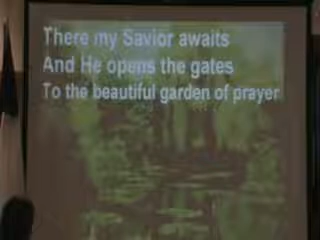 There my Savior awaits
And He opens the gates
To the beautiful garden of prayer